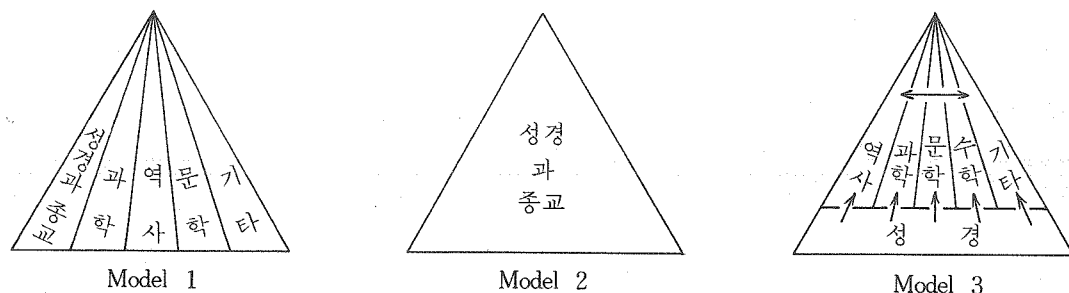 성경과종교
과학
역사
문학
기타
Model 1
성경
과
종교
Model 2
역사
과학
문학
수학
기타
성 경
Model 3